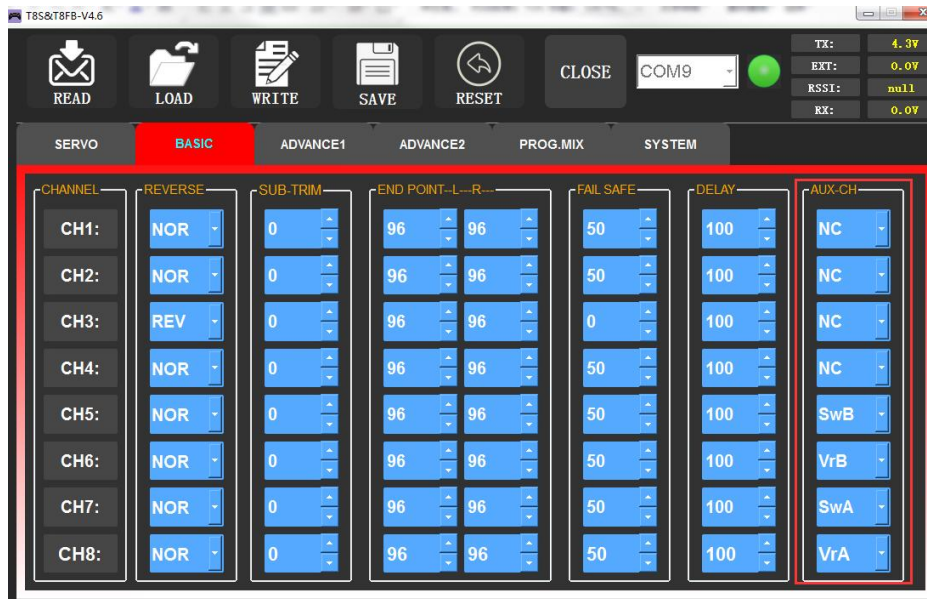 T8S&T8FB-V4.6
READ LOAD WRITE SAVE RESET CLOSE COM9
TX: 4.3V
EXT: 0.0V
RSSI: null
RX: 0.0V
SERVO BASIC ADVANCE1 ADVANCE2 PROG.MIX SYSTEM
CHANNEL REVERSE SUB-TRIM END POINT--L---R--- FAIL SAFE DELAY AUX-CH
CH1: NOR 0 96 96 50 100 NC
CH2: NOR 0 96 96 50 100 NC
CH3: REV 0 96 96 0 100 NC
CH4: NOR 0 96 96 50 100 NC
CH5: NOR 0 96 96 50 100 SwB
CH6: NOR 0 96 96 50 100 VrB
CH7: NOR 0 96 96 50 100 SwA
CH8: NOR 0 96 96 50 100 VrA